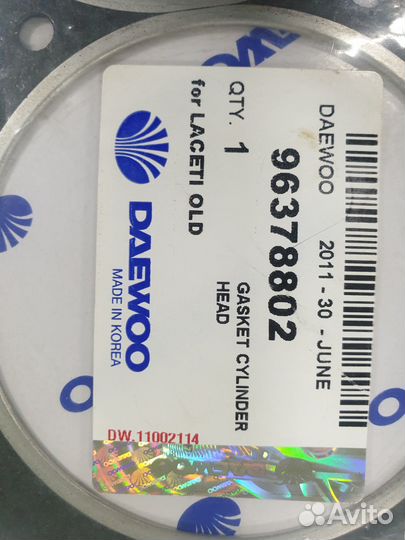 DAEWOO 2011 - 30 - JUNE
96378802
QTY. 1
GASKET CYLINDER
HEAD
for LACETI OLD
DAEWOO
MADE IN KOREA
DW.11002114
Avito